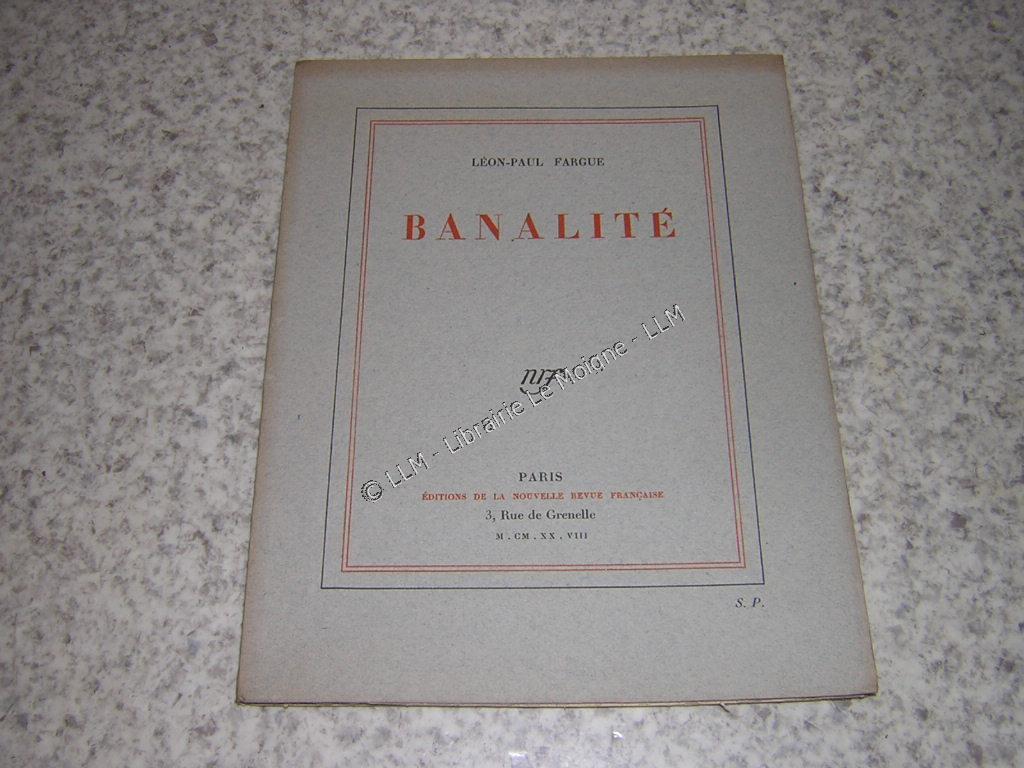 LÉON-PAUL FARGUE
BANALITÉ
nrf
© LLM - Librairie Le Moigne - LLM
PARIS
ÉDITIONS DE LA NOUVELLE REVUE FRANÇAISE
3, Rue de Grenelle
M . CM . XX . VIII
S. P.